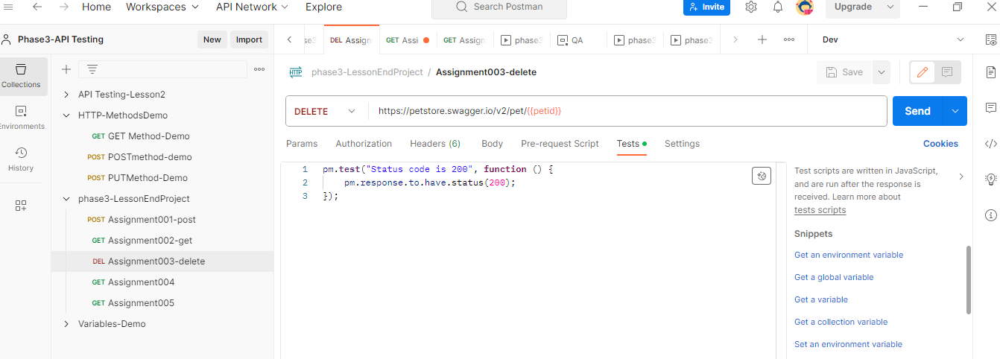 Home Workspaces API Network Explore Search Postman Invite Upgrade
Phase3-API Testing New Import
DEL Assign GET Assi GET Assign phase3 QA phase3 phase3 Dev
Collections
Environments
History
API Testing-Lesson2
HTTP-MethodsDemo
GET GET Method-Demo
POST POSTmethod-demo
PUT PUTMethod-Demo
phase3-LessonEndProject
POST Assignment001-post
GET Assignment002-get
DEL Assignment003-delete
GET Assignment004
GET Assignment005
Variables-Demo
HTTP phase3-LessonEndProject / Assignment003-delete Save
DELETE https://petstore.swagger.io/v2/pet/{{petid}} Send
Params Authorization Headers (6) Body Pre-request Script Tests Settings Cookies
1 pm.test("Status code is 200", function () {
2 pm.response.to.have.status(200);
3 });
Test scripts are written in JavaScript,
and are run after the response is
received. Learn more about
tests scripts
Snippets
Get an environment variable
Get a global variable
Get a variable
Get a collection variable
Set an environment variable